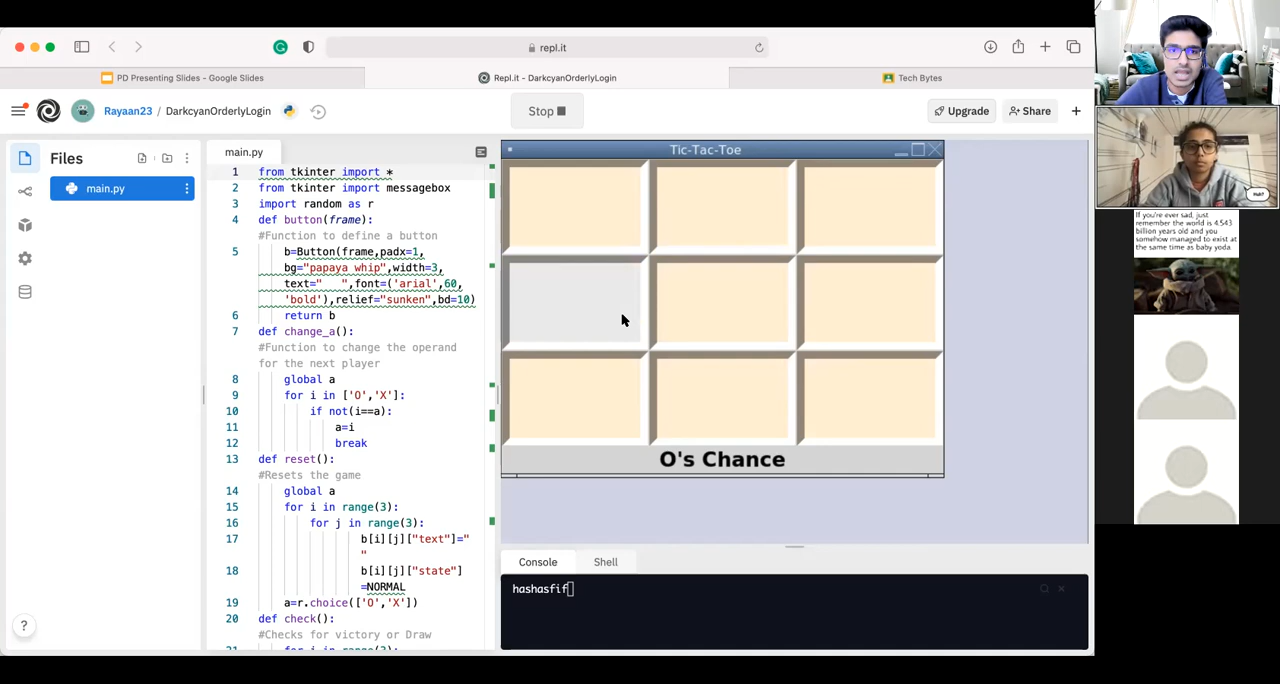 repl.it
PD Presenting Slides - Google Slides
Repl.it - DarkcyanOrderlyLogin
Tech Bytes
Rayaan23 / DarkcyanOrderlyLogin
Stop
Upgrade
Share
Files
main.py
main.py
1 from tkinter import *
2 from tkinter import messagebox
3 import random as r
4 def button(frame):
#Function to define a button
5 b=Button(frame,padx=1,
bg="papaya whip",width=3,
text="   ",font=('arial',60,
'bold'),relief="sunken",bd=10)
6 return b
7 def change_a():
#Function to change the operand
for the next player
8 global a
9 for i in ['O','X']:
10 if not(i==a):
11 a=i
12 break
13 def reset():
#Resets the game
14 global a
15 for i in range(3):
16 for j in range(3):
17 b[i][j]["text"]="
"
18 b[i][j]["state"]
=NORMAL
19 a=r.choice(['O','X'])
20 def check():
#Checks for victory or Draw
21 for i in range(3):
Tic-Tac-Toe
O's Chance
Console
Shell
hashasfif
If you're ever sad, just
remember the world is 4.543
billion years old and you
somehow managed to exist at
the same time as baby yoda.